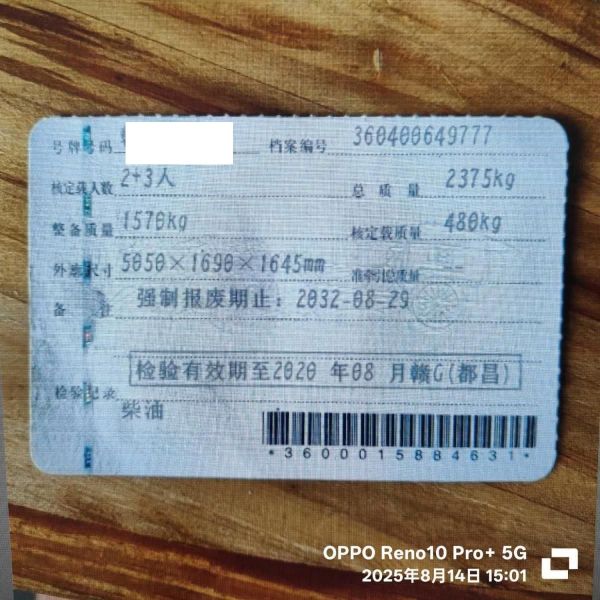 号牌号码 档案编号 360400649777
核定载人数 2+3人 总质量 2375kg
整备质量 1570kg 核定载质量 480kg
外廓尺寸 5050×1690×1645mm 准牵引总质量
备注 强制报废期止：2032-08-29
检验有效期至2020 年08 月赣G(都昌)
检验记录
柴油
*3600015884631*
OPPO Reno10 Pro+ 5G
2025年8月14日 15:01